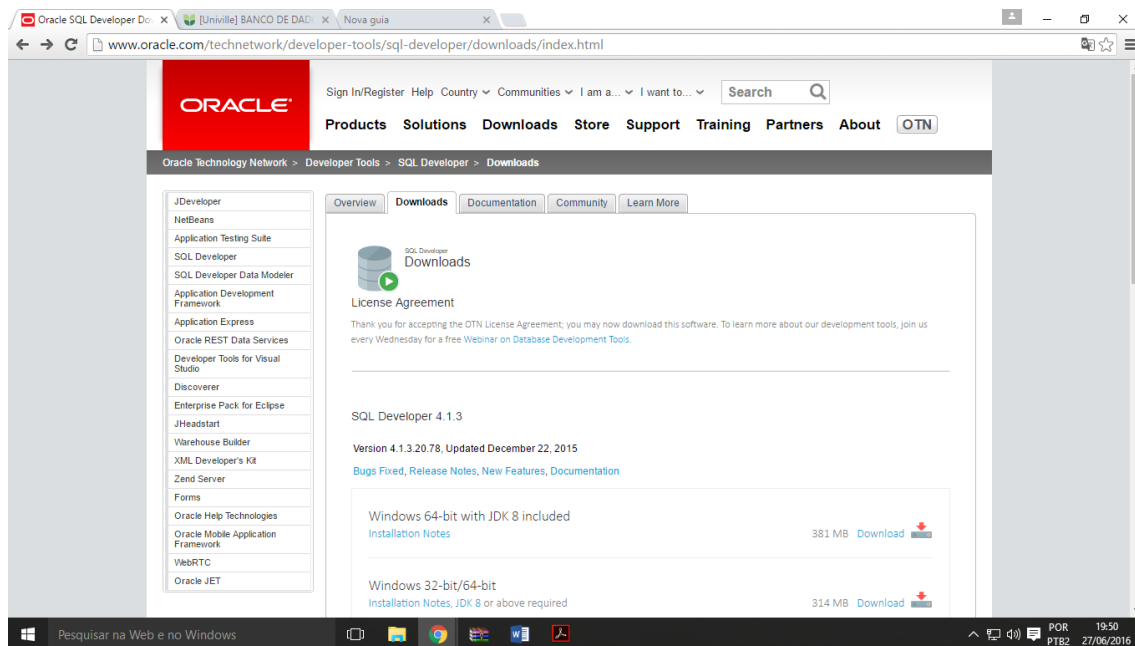 Oracle SQL Developer Do
[Univille] BANCO DE DAD
Nova guia
www.oracle.com/technetwork/developer-tools/sql-developer/downloads/index.html
ORACLE
Sign In/Register Help Country Communities I am a... I want to... Search
Products Solutions Downloads Store Support Training Partners About OTN
Oracle Technology Network > Developer Tools > SQL Developer > Downloads
JDeveloper
NetBeans
Application Testing Suite
SQL Developer
SQL Developer Data Modeler
Application Development
Framework
Application Express
Oracle REST Data Services
Developer Tools for Visual
Studio
Discoverer
Enterprise Pack for Eclipse
JHeadstart
Warehouse Builder
XML Developer's Kit
Zend Server
Forms
Oracle Help Technologies
Oracle Mobile Application
Framework
WebRTC
Oracle JET
Overview Downloads Documentation Community Learn More
SQL Developer
Downloads
License Agreement
Thank you for accepting the OTN License Agreement; you may now download this software. To learn more about our development tools, join us
every Wednesday for a free Webinar on Database Development Tools.
SQL Developer 4.1.3
Version 4.1.3.20.78, Updated December 22, 2015
Bugs Fixed, Release Notes, New Features, Documentation
Windows 64-bit with JDK 8 included
Installation Notes 381 MB Download
Windows 32-bit/64-bit
Installation Notes, JDK 8 or above required 314 MB Download
Pesquisar na Web e no Windows
POR 19:50
PTB2 27/06/2016